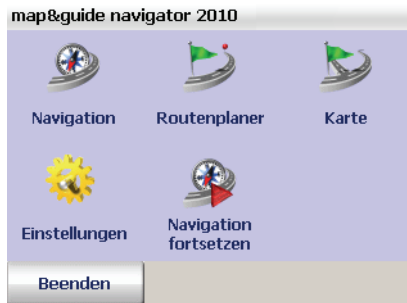 map&guide navigator 2010
Navigation
Routenplaner
Karte
Einstellungen
Navigation
fortsetzen
Beenden